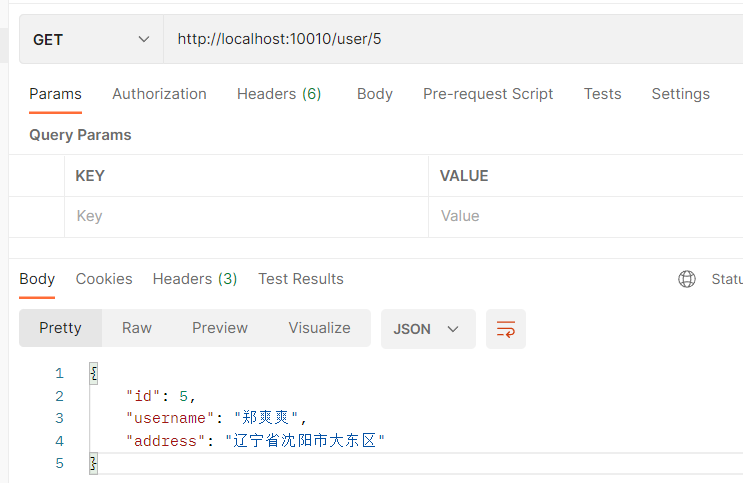 GET http://localhost:10010/user/5
Params Authorization Headers (6) Body Pre-request Script Tests Settings
Query Params
KEY VALUE
Key Value
Body Cookies Headers (3) Test Results Statu
Pretty Raw Preview Visualize JSON
1 {
2 "id": 5,
3 "username": "郑爽爽",
4 "address": "辽宁省沈阳市大东区"
5 }